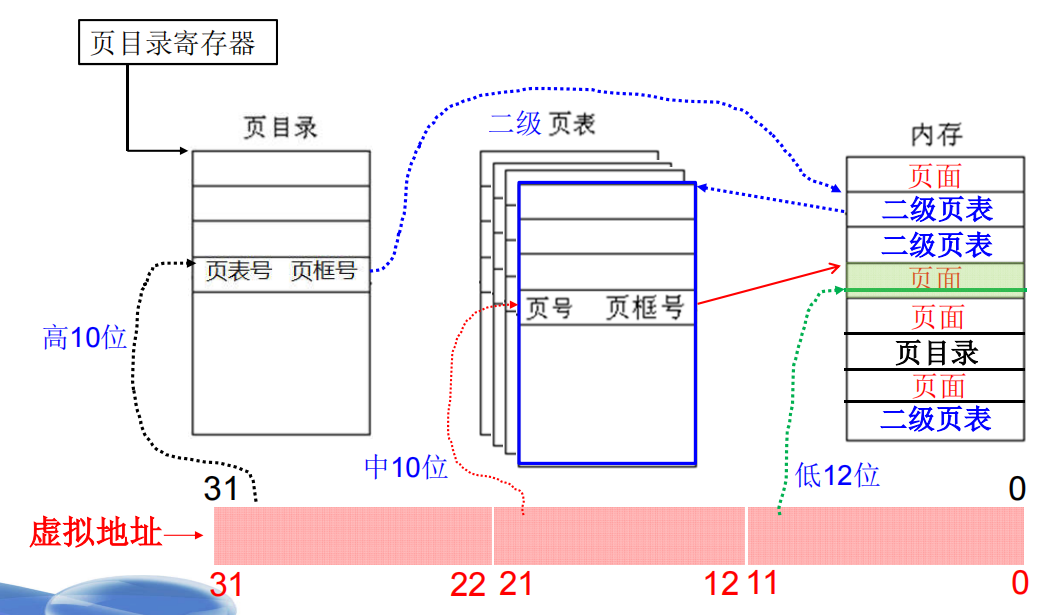 页目录寄存器
页目录
二级 页表
内存
页面
二级页表
二级页表
页面
页面
页目录
页面
二级页表
页表号 页框号
页号 页框号
高10位
中10位
低12位
31
0
虚拟地址
31
22
21
12
11
0